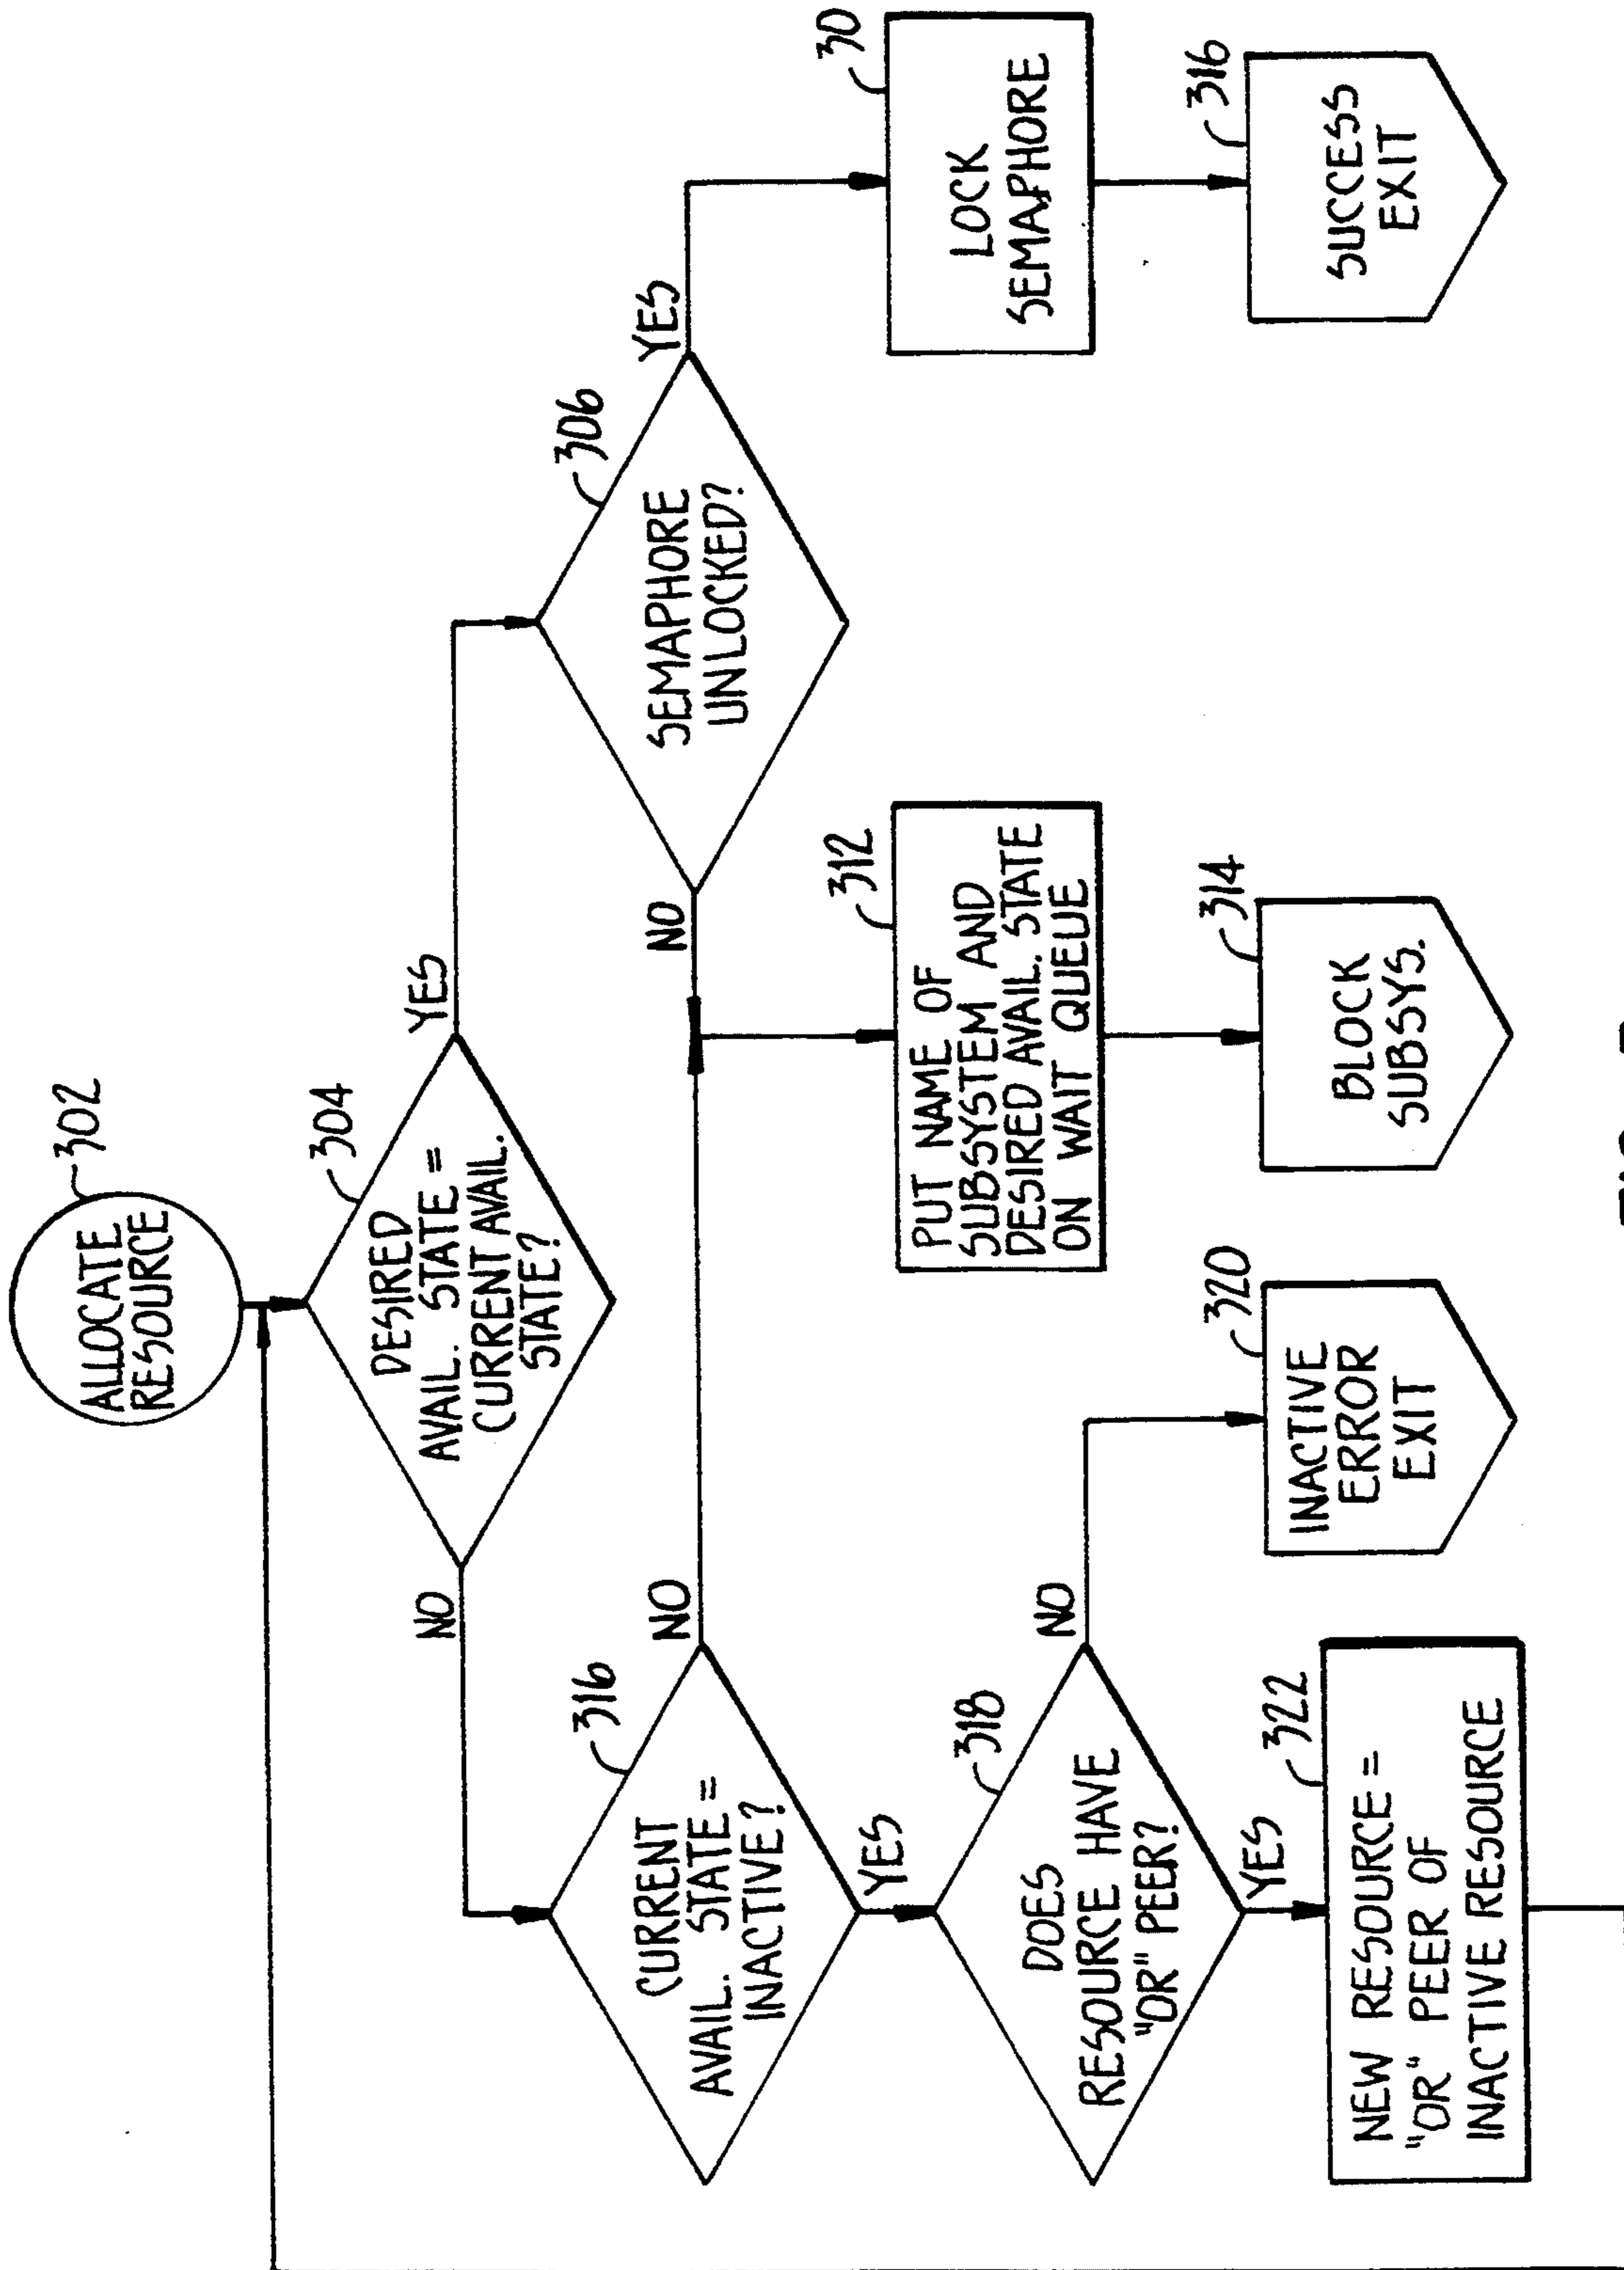 ALLOCATE
RESOURCE
302
DESIRED
AVAIL. STATE =
CURRENT AVAIL.
STATE?
304
YES
NO
SEMAPHORE
UNLOCKED?
306
YES
NO
LOCK
SEMAPHORE
30
SUCCESS
EXIT
316
CURRENT
AVAIL. STATE =
INACTIVE?
316
NO
YES
PUT NAME OF
SUBSYSTEM AND
DESIRED AVAIL. STATE
ON WAIT QUEUE
312
BLOCK
SUBSYS.
314
DOES
RESOURCE HAVE
"OR" PEER?
318
NO
YES
INACTIVE
ERROR
EXIT
320
NEW RESOURCE =
"OR" PEER OF
INACTIVE RESOURCE
322